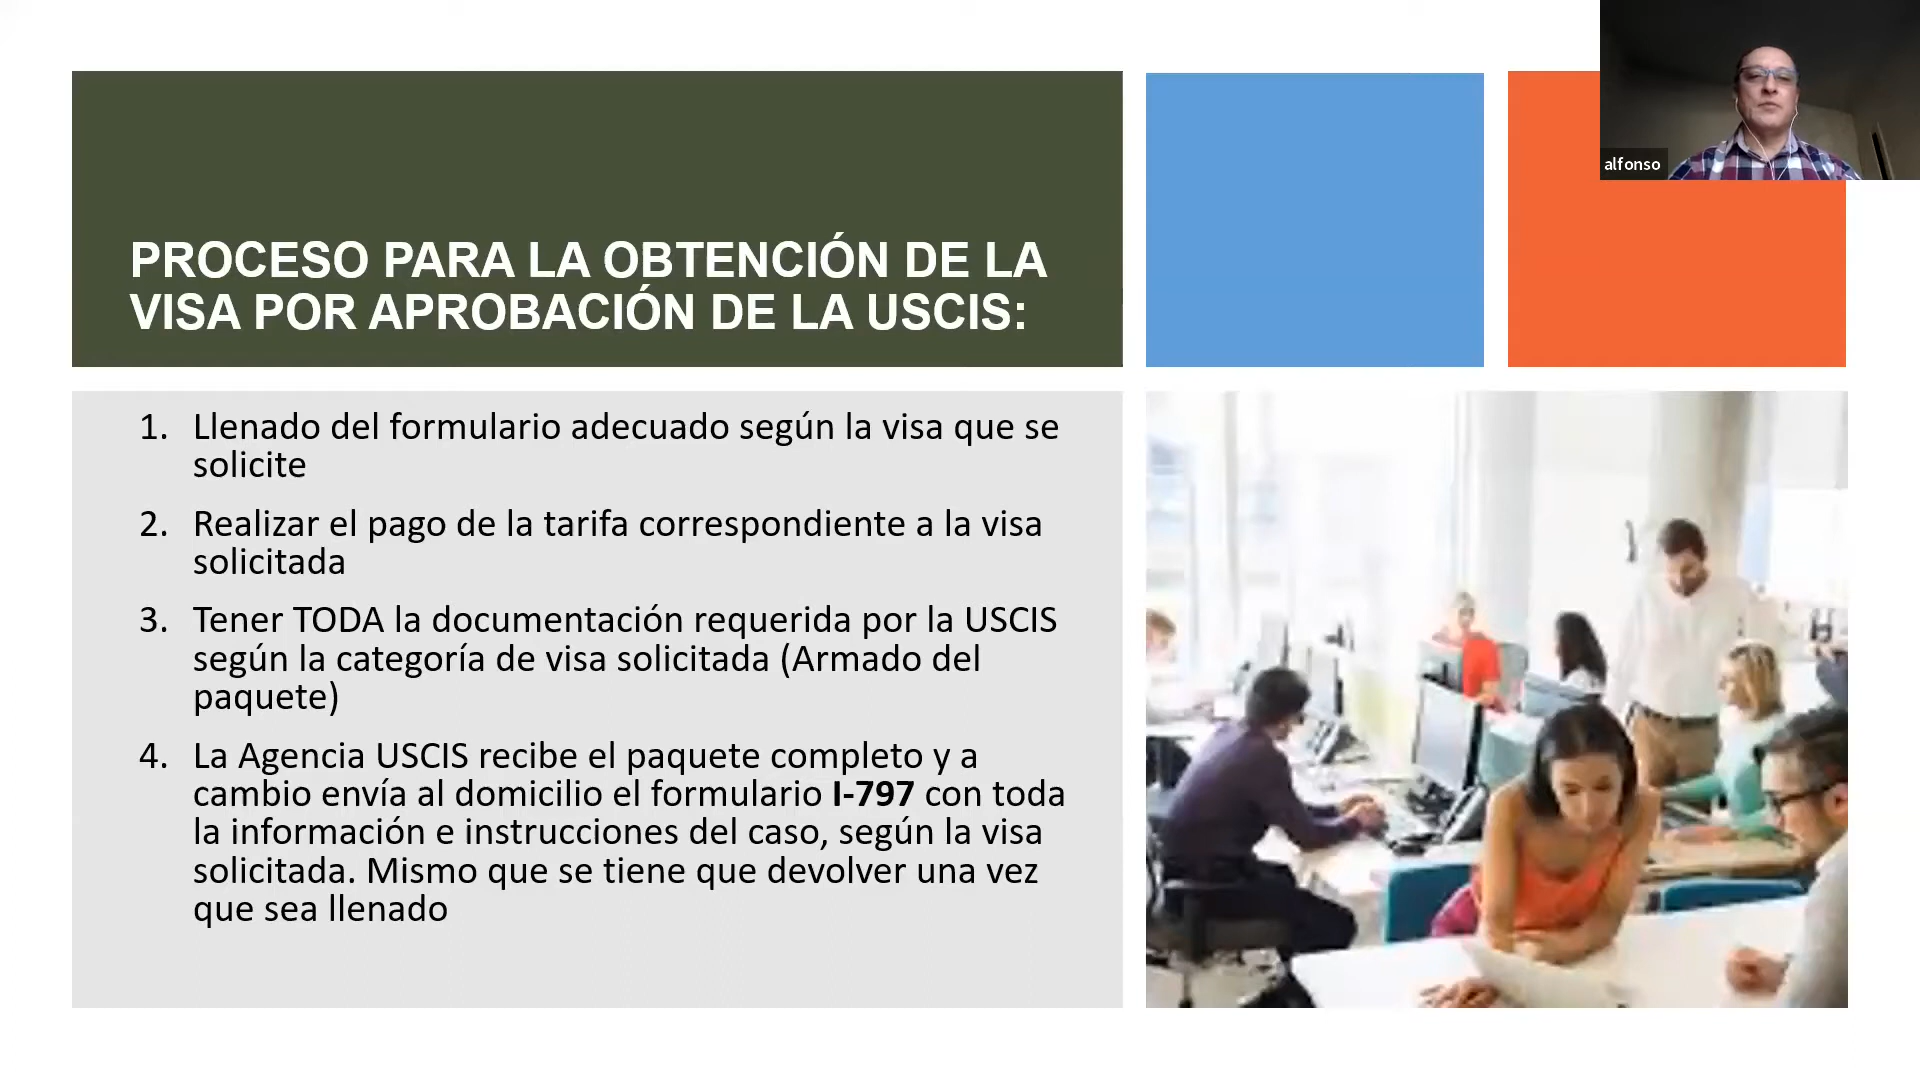 alfonso
PROCESO PARA LA OBTENCIÓN DE LA
VISA POR APROBACIÓN DE LA USCIS:
1. Llenado del formulario adecuado según la visa que se
solicite
2. Realizar el pago de la tarifa correspondiente a la visa
solicitada
3. Tener TODA la documentación requerida por la USCIS
según la categoría de visa solicitada (Armado del
paquete)
4. La Agencia USCIS recibe el paquete completo y a
cambio envía al domicilio el formulario I-797 con toda
la información e instrucciones del caso, según la visa
solicitada. Mismo que se tiene que devolver una vez
que sea llenado